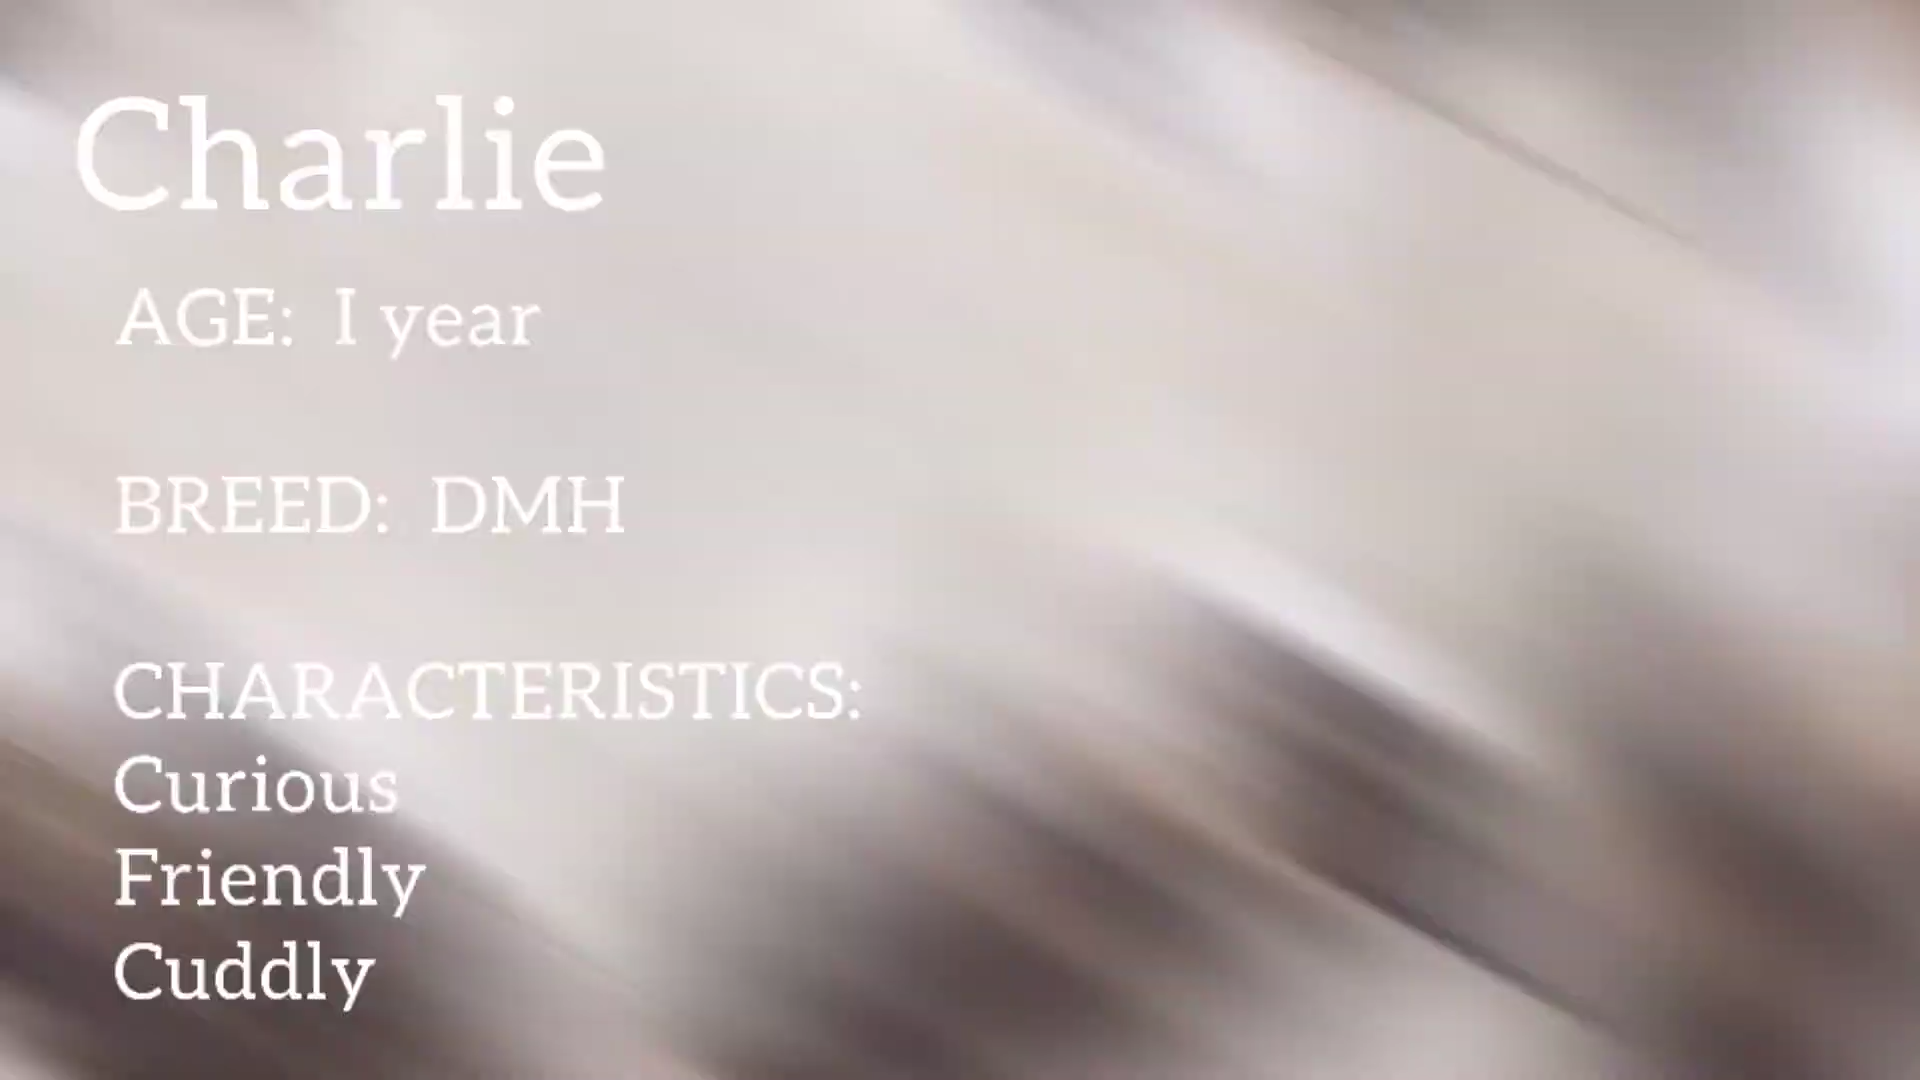 Charlie
AGE: I year
BREED: DMH
CHARACTERISTICS:
Curious
Friendly
Cuddly